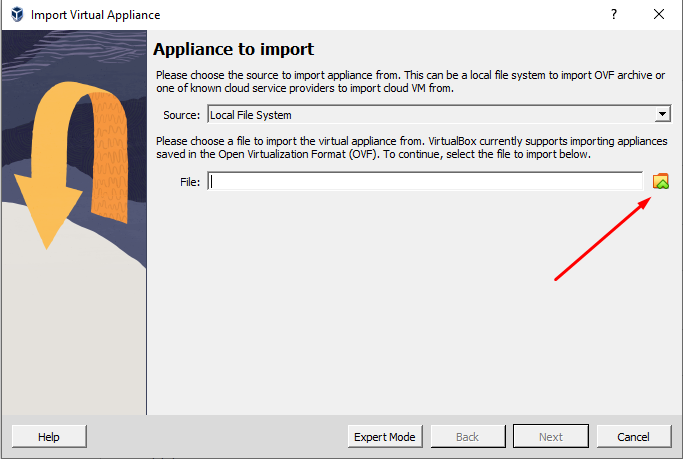 Import Virtual Appliance
?
Appliance to import
Please choose the source to import appliance from. This can be a local file system to import OVF archive or
one of known cloud service providers to import cloud VM from.
Source: Local File System
Please choose a file to import the virtual appliance from. VirtualBox currently supports importing appliances
saved in the Open Virtualization Format (OVF). To continue, select the file to import below.
File:
Help Expert Mode Back Next Cancel